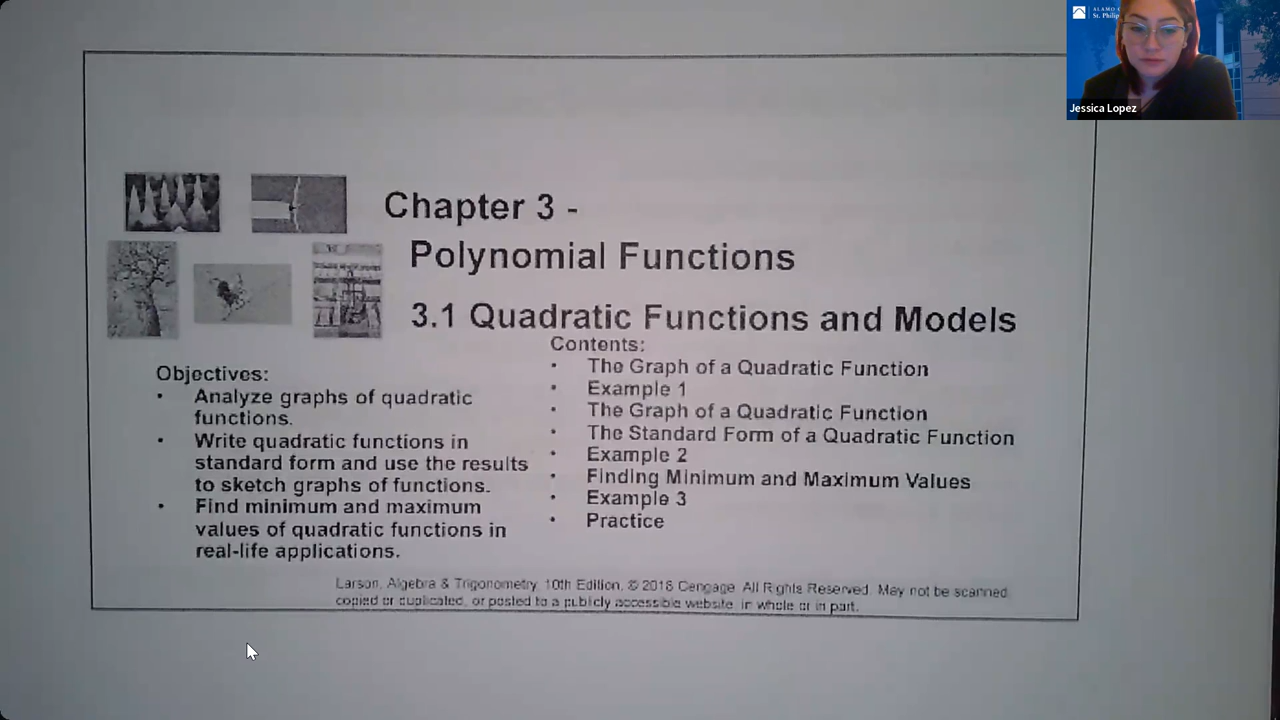 ALAMO
St. Philip
Jessica Lopez
Chapter 3 -
Polynomial Functions
3.1 Quadratic Functions and Models
Contents:
• The Graph of a Quadratic Function
• Example 1
• The Graph of a Quadratic Function
• The Standard Form of a Quadratic Function
• Example 2
• Finding Minimum and Maximum Values
• Example 3
• Practice
Objectives:
• Analyze graphs of quadratic
functions.
• Write quadratic functions in
standard form and use the results
to sketch graphs of functions.
• Find minimum and maximum
values of quadratic functions in
real-life applications.
Larson, Algebra & Trigonometry, 10th Edition, © 2018 Cengage. All Rights Reserved. May not be scanned,
copied or duplicated, or posted to a publicly accessible website, in whole or in part.